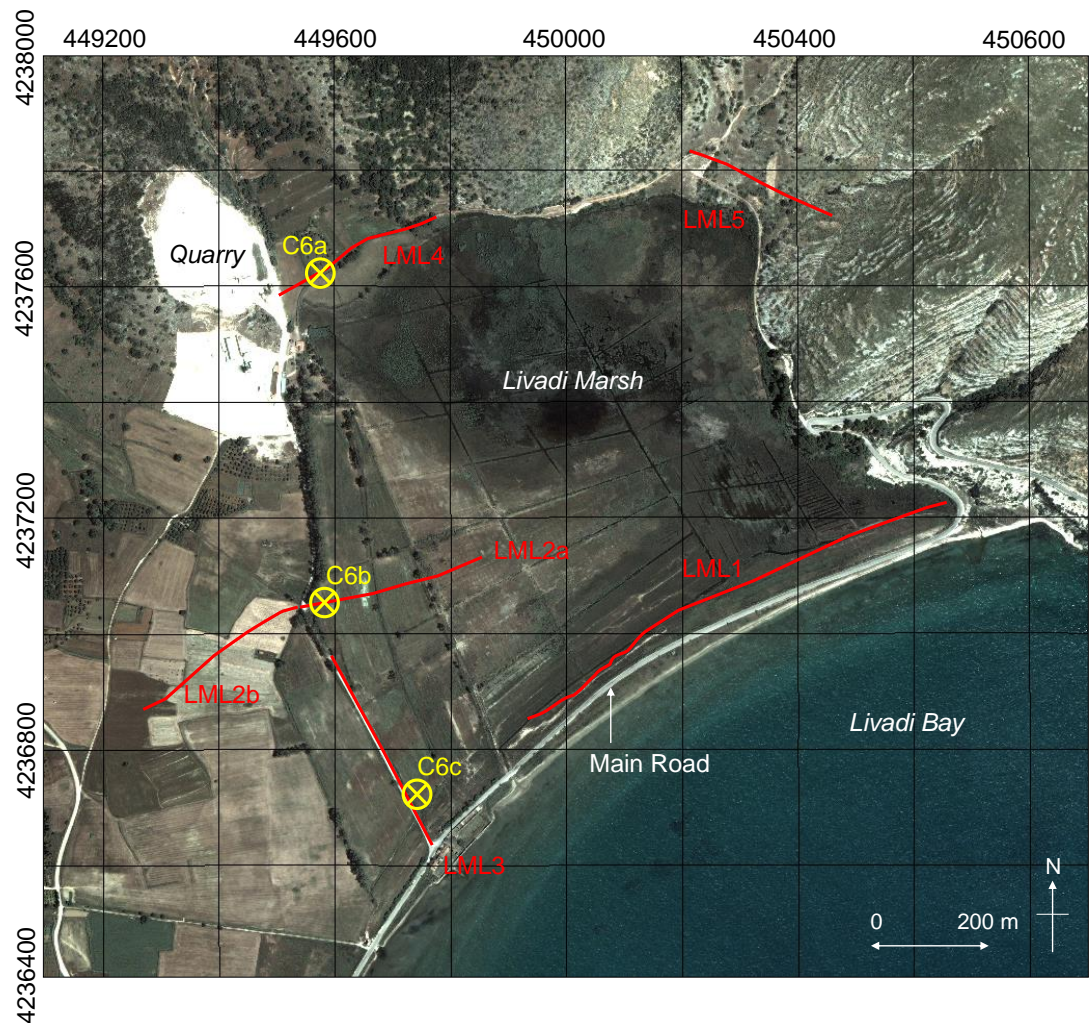 449200 449600 450000 450400 450600
4238000
LML5
C6a
Quarry
LML4
4237600
Livadi Marsh
4237200
LML2a
C6b
LML1
LML2b
Livadi Bay
4236800
Main Road
C6c
LML3
N
0 200 m
4236400